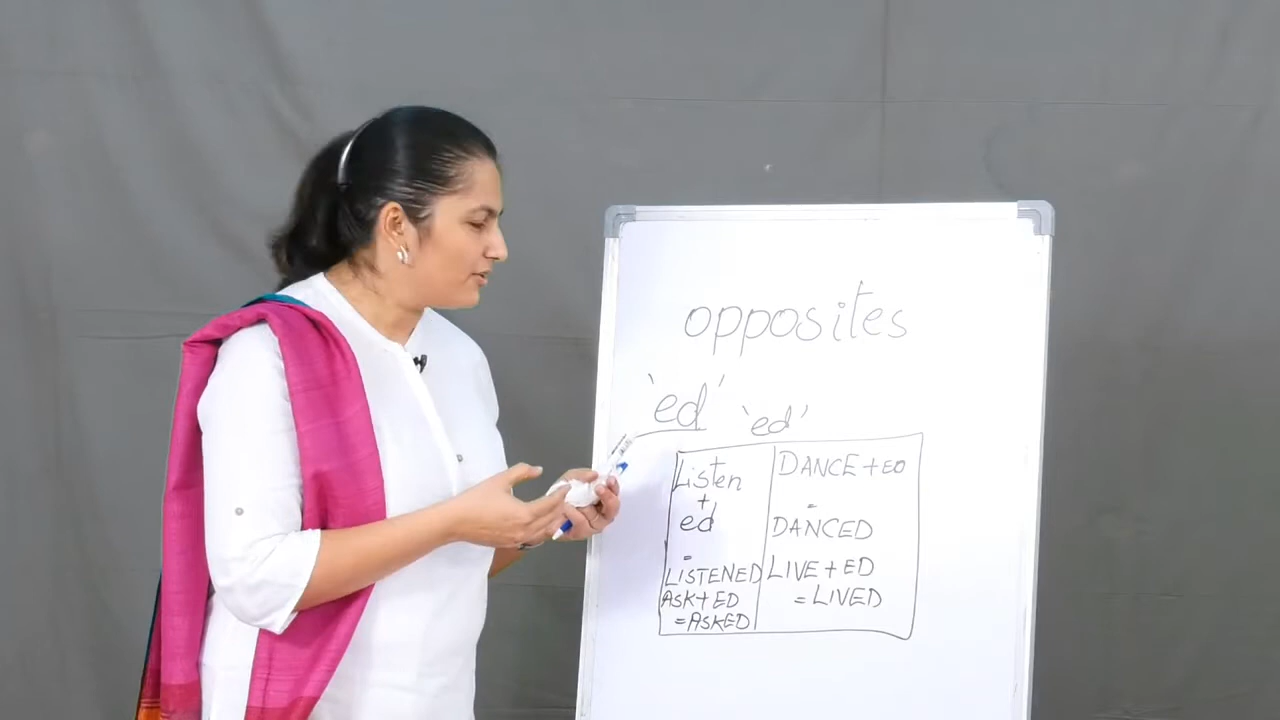 opposites
'ed'
'ed'
Listen
+
ed
=
LISTENED
ASK+ED
=ASKED
DANCE+ED
=
DANCED
LIVE+ED
=LIVED